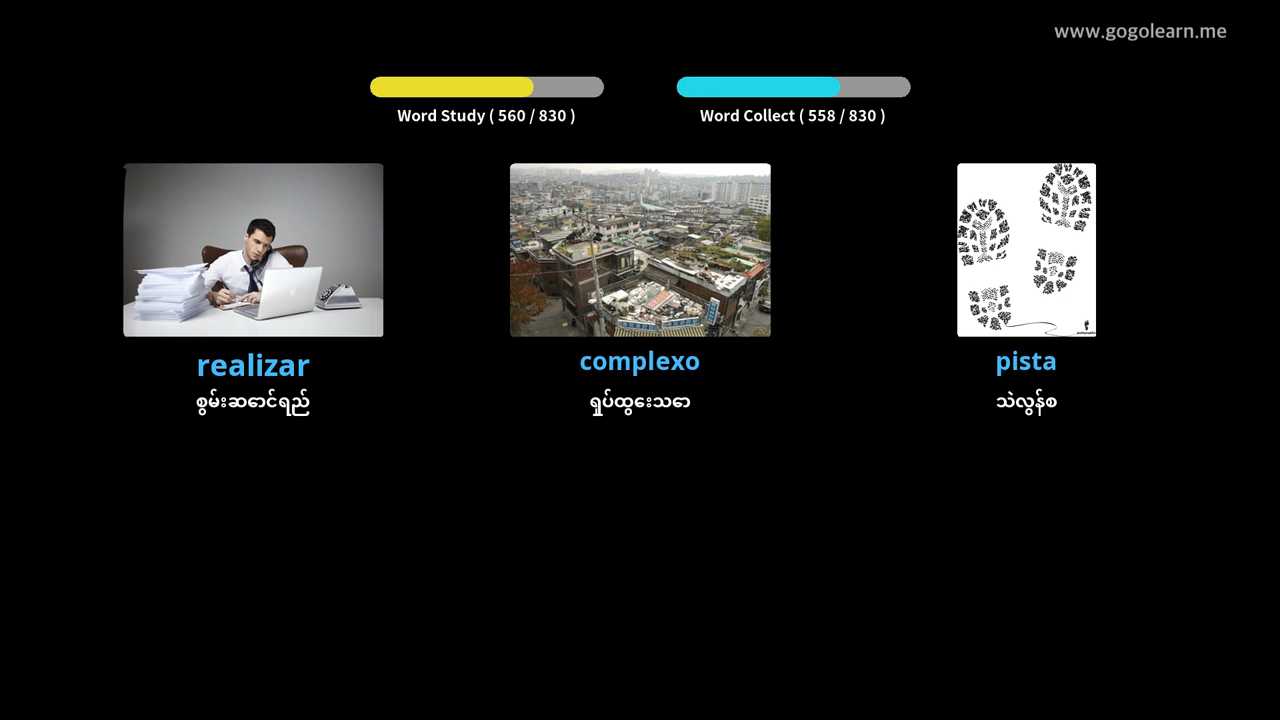 www.gogolearn.me
Word Study ( 560 / 830 )
Word Collect ( 558 / 830 )
realizar
complexo
pista
စွမ်းဆောင်ရည်
ရှုပ်ထွေးသော
သဲလွန်စ